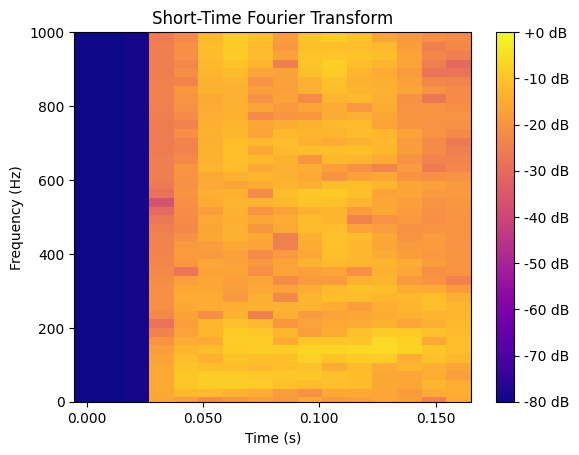 Short-Time Fourier Transform
1000
800
600
400
200
0
Frequency (Hz)
0.000
0.050
0.100
0.150
Time (s)
+0 dB
-10 dB
-20 dB
-30 dB
-40 dB
-50 dB
-60 dB
-70 dB
-80 dB